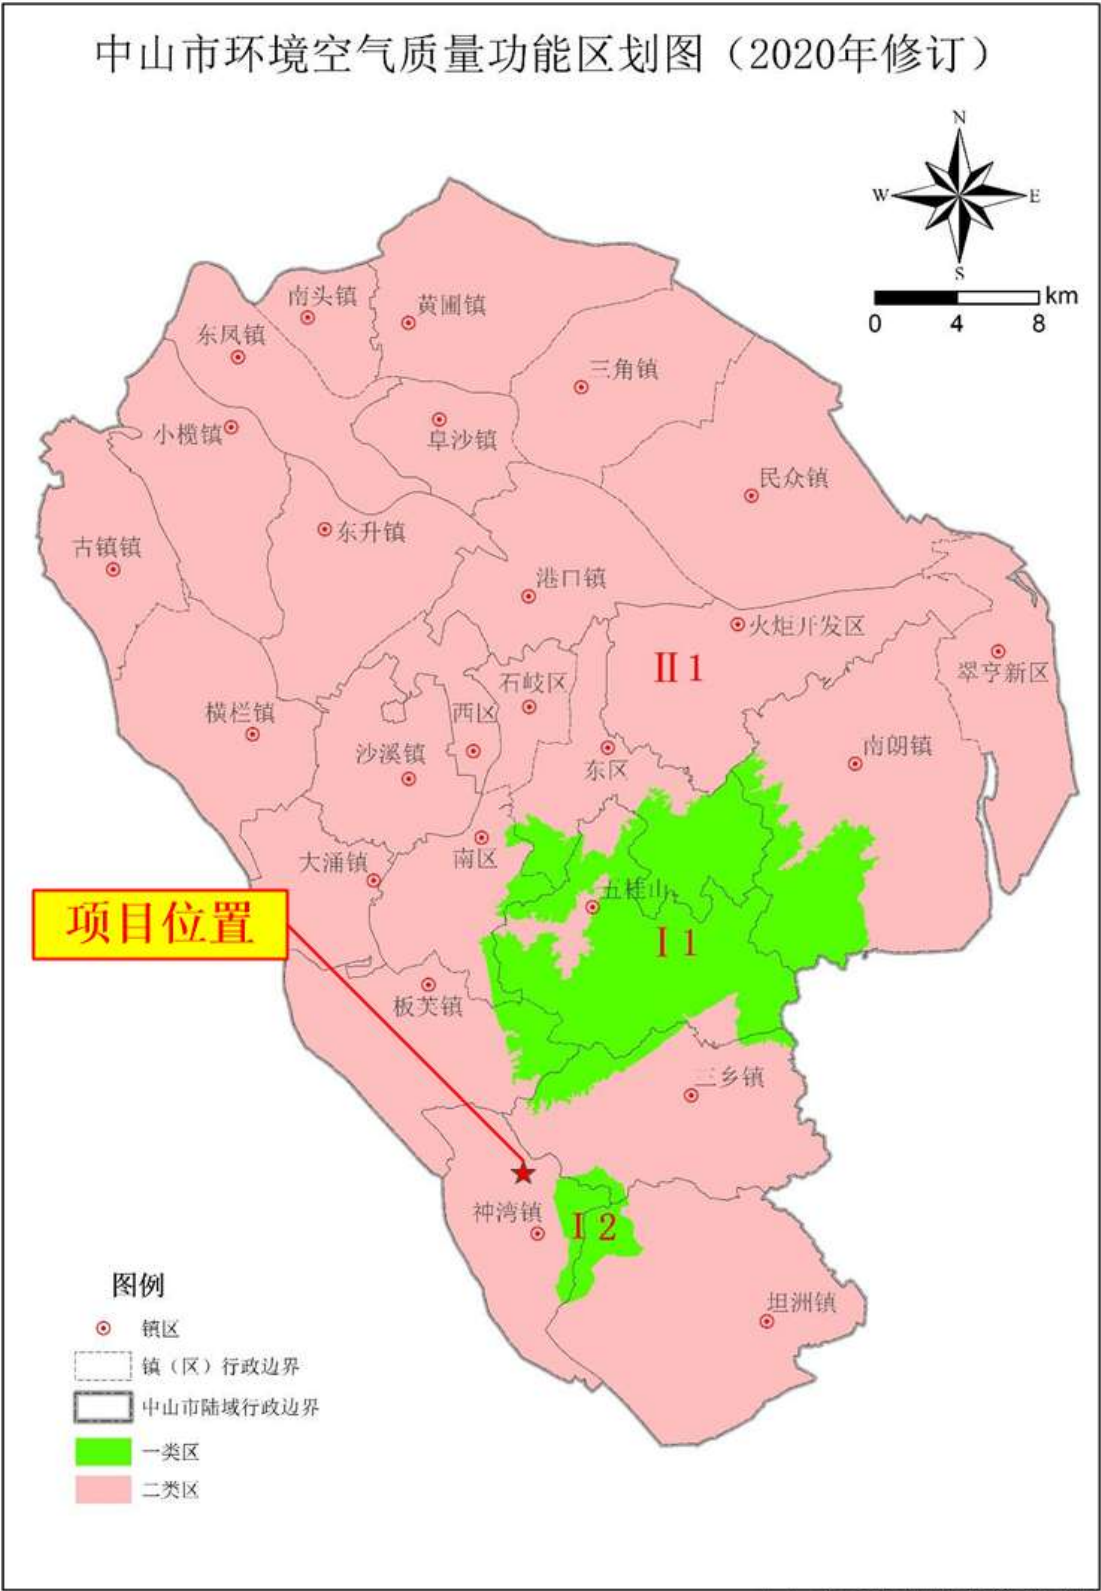 中山市环境空气质量功能区划图（2020年修订）
N
W
E
S
km
0 4 8
南头镇
黄圃镇
东凤镇
三角镇
小榄镇
阜沙镇
民众镇
古镇镇
东升镇
港口镇
火炬开发区
II 1
翠亨新区
石岐区
横栏镇
西区
沙溪镇
东区
南朗镇
大涌镇
南区
五桂山
项目位置
I 1
板芙镇
三乡镇
神湾镇
I 2
坦洲镇
图例
镇区
镇（区）行政边界
中山市陆域行政边界
一类区
二类区